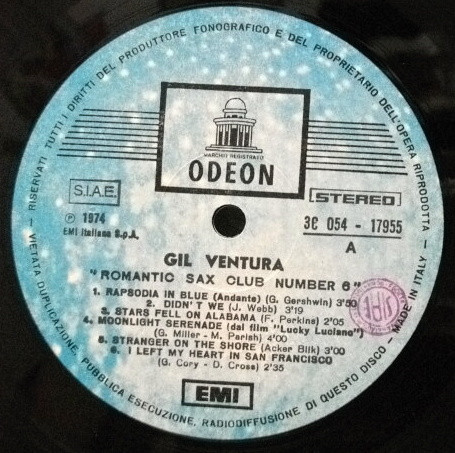 RISERVATI TUTTI I DIRITTI DEL PRODUTTORE FONOGRAFICO E DEL PROPRIETARIO DELL'OPERA RIPRODOTTA
MARCHIO REGISTRATO
ODEON
S.I.A.E.
STEREO
℗ 1974
EMI Italiana S.p.A.
3C 054 - 17955
A
GIL VENTURA
"ROMANTIC SAX CLUB NUMBER 6"
1. RAPSODIA IN BLUE (Andante) (G. Gershwin) 3'50
2. DIDN'T WE (J. Webb) 3'19
3. STARS FELL ON ALABAMA (F. Perkins) 2'05
4. MOONLIGHT SERENADE (dal film "Lucky Luciano")
(G. Miller - M. Parish) 4'00
5. STRANGER ON THE SHORE (Acker Bilk) 3'00
6. I LEFT MY HEART IN SAN FRANCISCO
(G. Cory - D. Cross) 2'35
SIAE
EMI
VIETATA DUPLICAZIONE, PUBBLICA ESECUZIONE, RADIODIFFUSIONE DI QUESTO DISCO - MADE IN ITALY